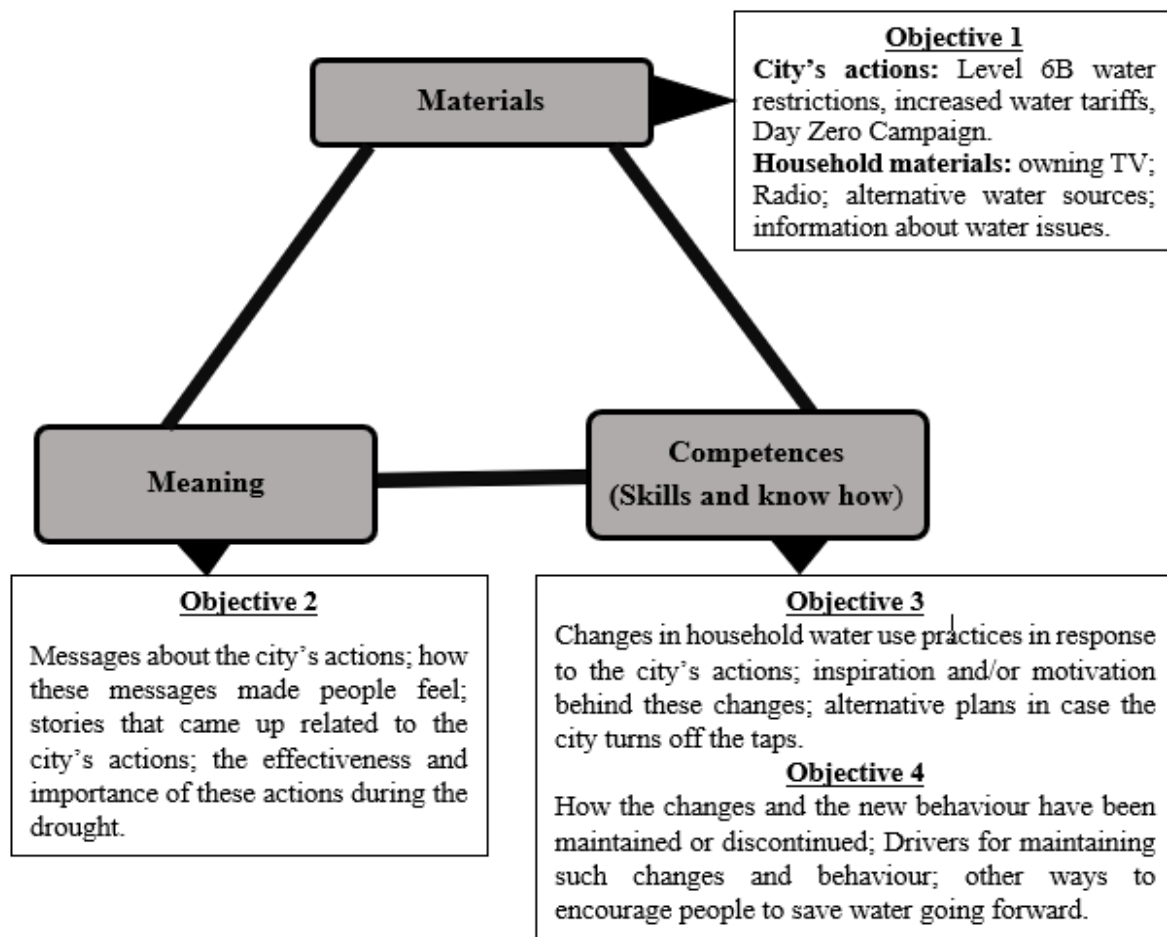 Materials
Objective 1
City’s actions: Level 6B water
restrictions, increased water tariffs,
Day Zero Campaign.
Household materials: owning TV;
Radio; alternative water sources;
information about water issues.
Meaning
Competences
(Skills and know how)
Objective 2
Messages about the city’s actions; how
these messages made people feel;
stories that came up related to the
city’s actions; the effectiveness and
importance of these actions during the
drought.
Objective 3
Changes in household water use practices in response
to the city’s actions; inspiration and/or motivation
behind these changes; alternative plans in case the
city turns off the taps.
Objective 4
How the changes and the new behaviour have been
maintained or discontinued; Drivers for maintaining
such changes and behaviour; other ways to
encourage people to save water going forward.